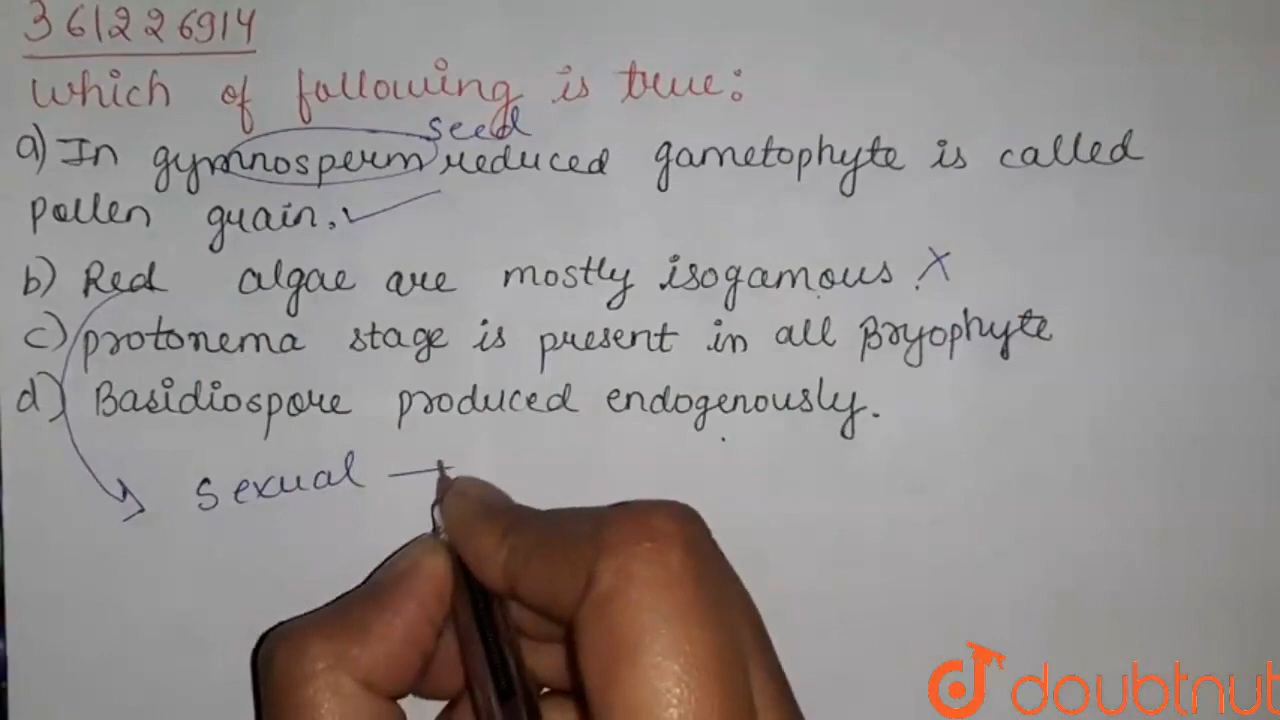 361226914
Which of following is true:
seed
a) In gymnosperm reduced gametophyte is called
pollen grain.
b) Red algae are mostly isogamous
c) protonema stage is present in all Bryophyte
d) Basidiospore produced endogenously.
sexual
doubtnut